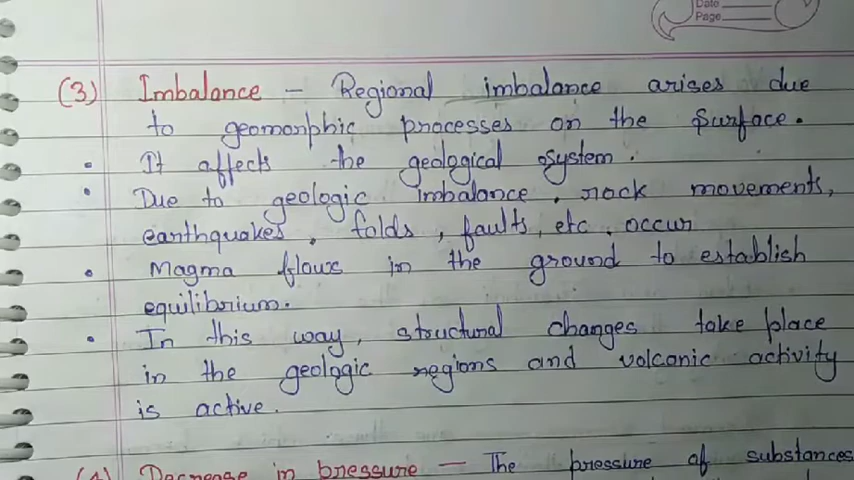 Date
Page
(3) Imbalance – Regional imbalance arises due
to geomorphic processes on the surface.
• It affects the geological system.
• Due to geologic imbalance, rock movements,
earthquakes, folds, faults, etc. occur
• Magma flows in the ground to establish
equilibrium.
• In this way, structural changes take place
in the geologic regions and volcanic activity
is active.
(4) Decrease in pressure — The pressure of substances